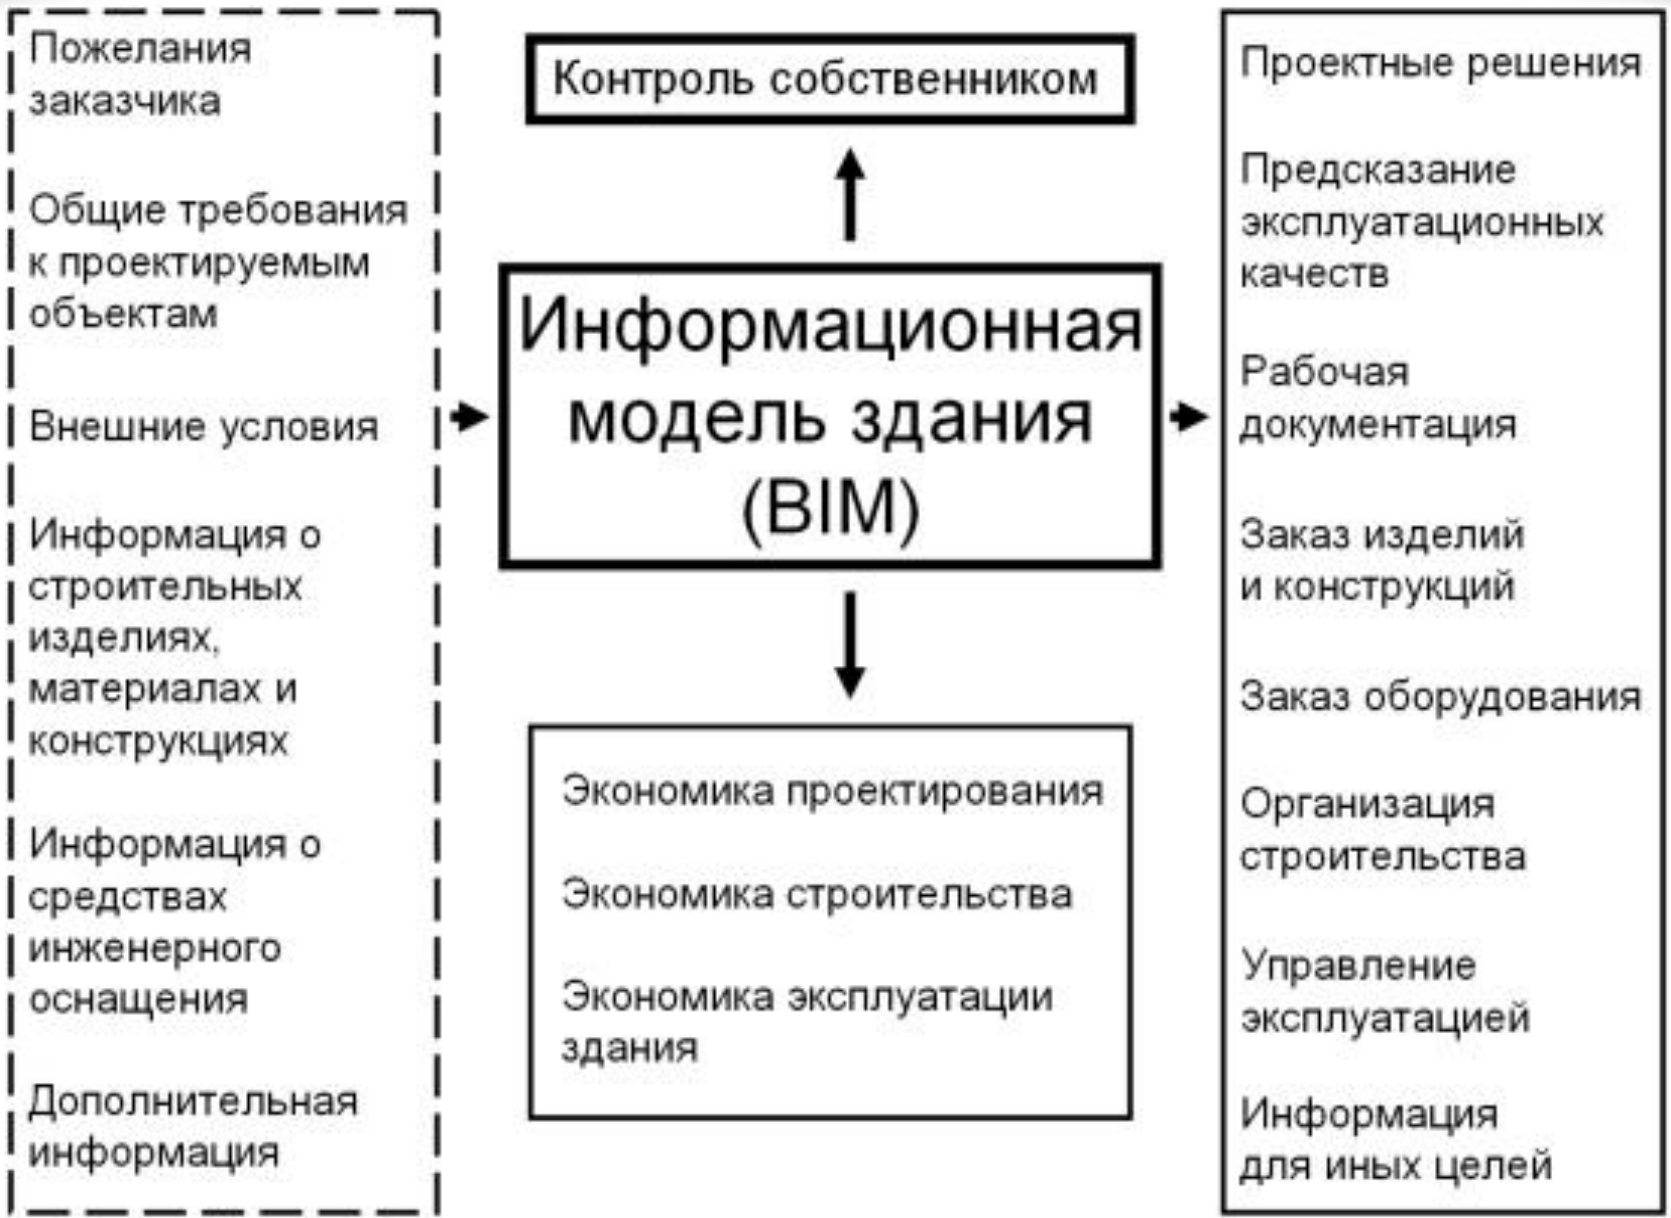 Пожелания
заказчика
Общие требования
к проектируемым
объектам
Внешние условия
Информация о
строительных
изделиях,
материалах и
конструкциях
Информация о
средствах
инженерного
оснащения
Дополнительная
информация
Контроль собственником
Информационная
модель здания
(BIM)
Экономика проектирования
Экономика строительства
Экономика эксплуатации
здания
Проектные решения
Предсказание
эксплуатационных
качеств
Рабочая
документация
Заказ изделий
и конструкций
Заказ оборудования
Организация
строительства
Управление
эксплуатацией
Информация
для иных целей